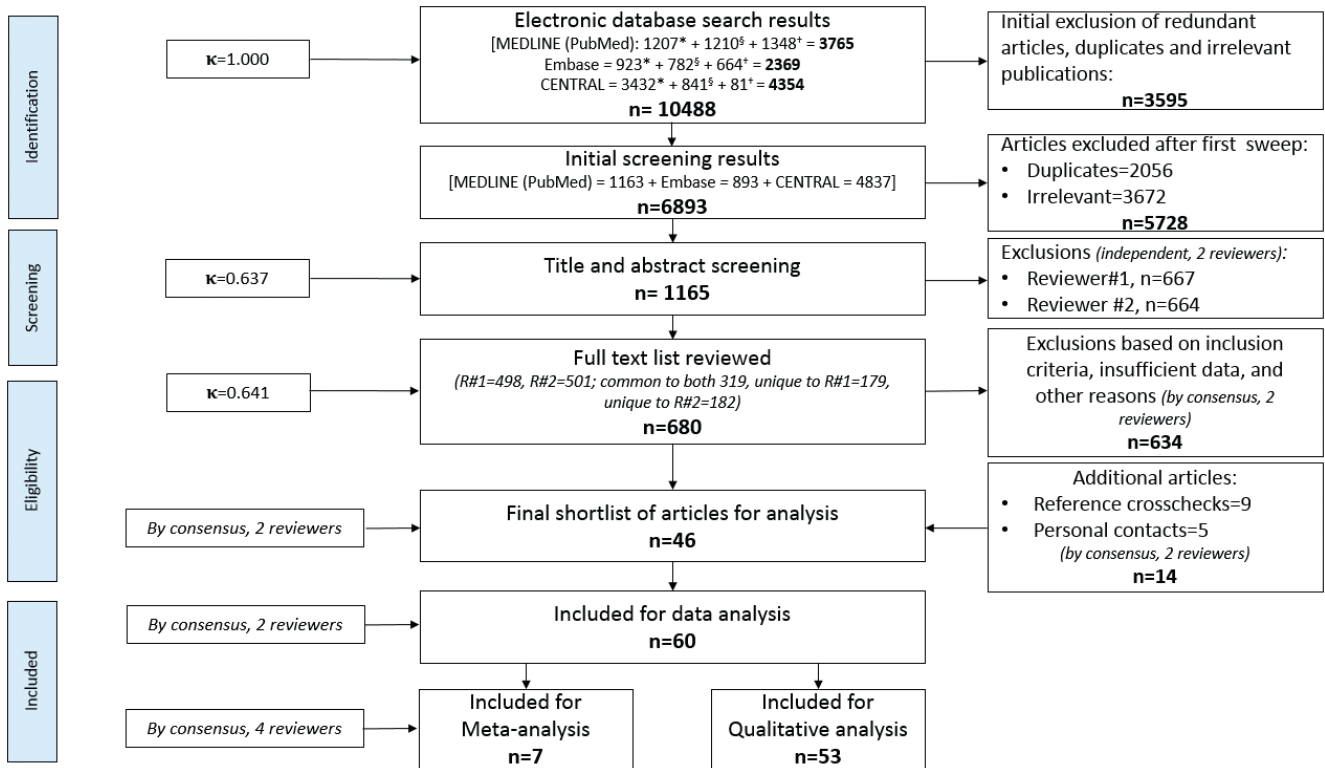 Identification
κ=1.000
Electronic database search results
[MEDLINE (PubMed): 1207* + 1210§ + 1348† = 3765
Embase = 923* + 782§ + 664† = 2369
CENTRAL = 3432* + 841§ + 81† = 4354
n= 10488
Initial exclusion of redundant
articles, duplicates and irrelevant
publications:
n=3595
Initial screening results
[MEDLINE (PubMed) = 1163 + Embase = 893 + CENTRAL = 4837]
n=6893
Articles excluded after first sweep:
• Duplicates=2056
• Irrelevant=3672
n=5728
Screening
κ=0.637
Title and abstract screening
n= 1165
Exclusions (independent, 2 reviewers):
• Reviewer#1, n=667
• Reviewer #2, n=664
Eligibility
κ=0.641
Full text list reviewed
(R#1=498, R#2=501; common to both 319, unique to R#1=179,
unique to R#2=182)
n=680
Exclusions based on inclusion
criteria, insufficient data, and
other reasons (by consensus, 2
reviewers)
n=634
By consensus, 2 reviewers
Final shortlist of articles for analysis
n=46
Additional articles:
• Reference crosschecks=9
• Personal contacts=5
(by consensus, 2 reviewers)
n=14
Included
By consensus, 2 reviewers
Included for data analysis
n=60
By consensus, 4 reviewers
Included for
Meta-analysis
n=7
Included for
Qualitative analysis
n=53